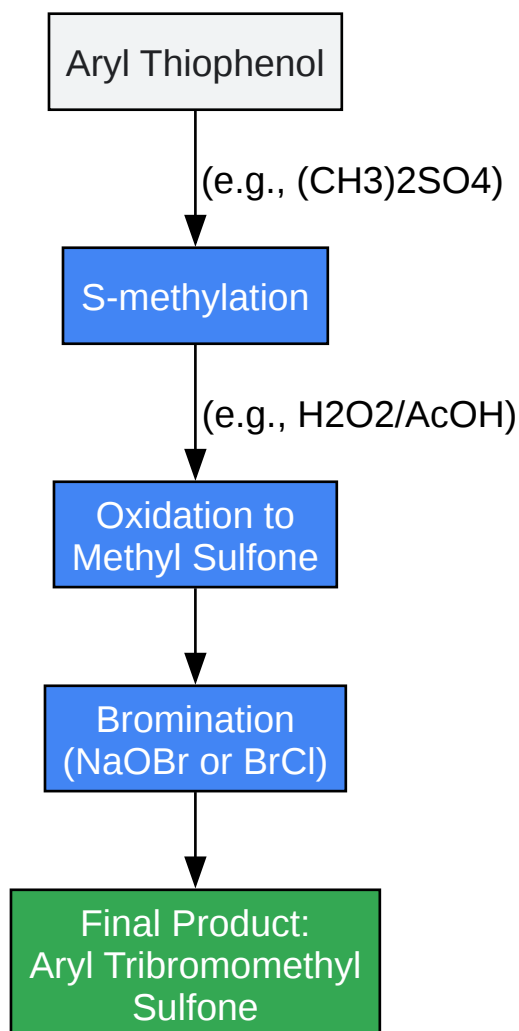 Aryl Thiophenol
(e.g., (CH3)2SO4)
S-methylation
(e.g., H2O2/AcOH)
Oxidation to
Methyl Sulfone
Bromination
(NaOBr or BrCl)
Final Product:
Aryl Tribromomethyl
Sulfone